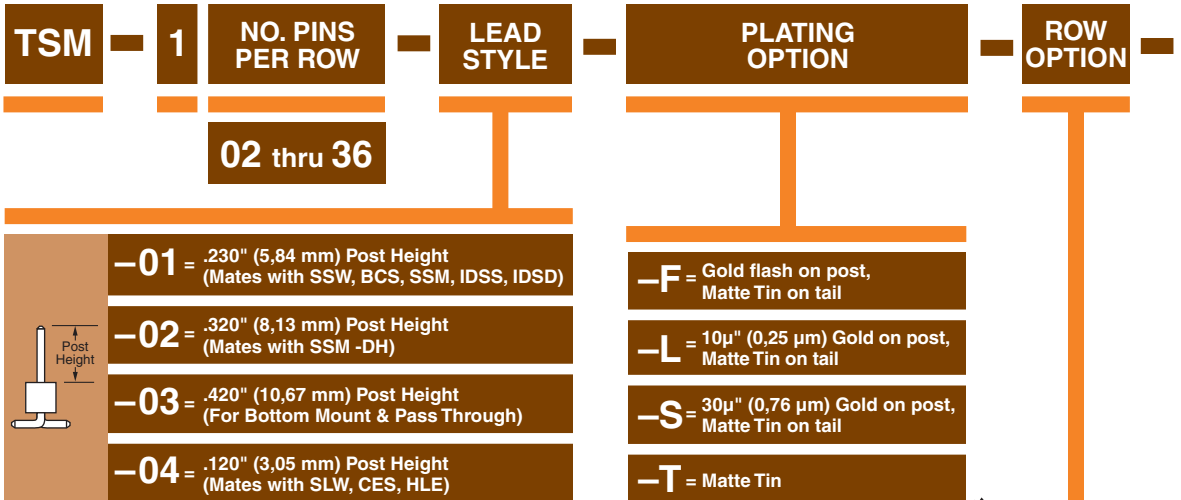 TSM
1
NO. PINS
PER ROW
LEAD
STYLE
PLATING
OPTION
ROW
OPTION
02 thru 36
–01 = .230" (5,84 mm) Post Height
(Mates with SSW, BCS, SSM, IDSS, IDSD)
–02 = .320" (8,13 mm) Post Height
(Mates with SSM -DH)
–03 = .420" (10,67 mm) Post Height
(For Bottom Mount & Pass Through)
–04 = .120" (3,05 mm) Post Height
(Mates with SLW, CES, HLE)
Post
Height
–F = Gold flash on post,
Matte Tin on tail
–L = 10µ" (0,25 µm) Gold on post,
Matte Tin on tail
–S = 30µ" (0,76 µm) Gold on post,
Matte Tin on tail
–T = Matte Tin